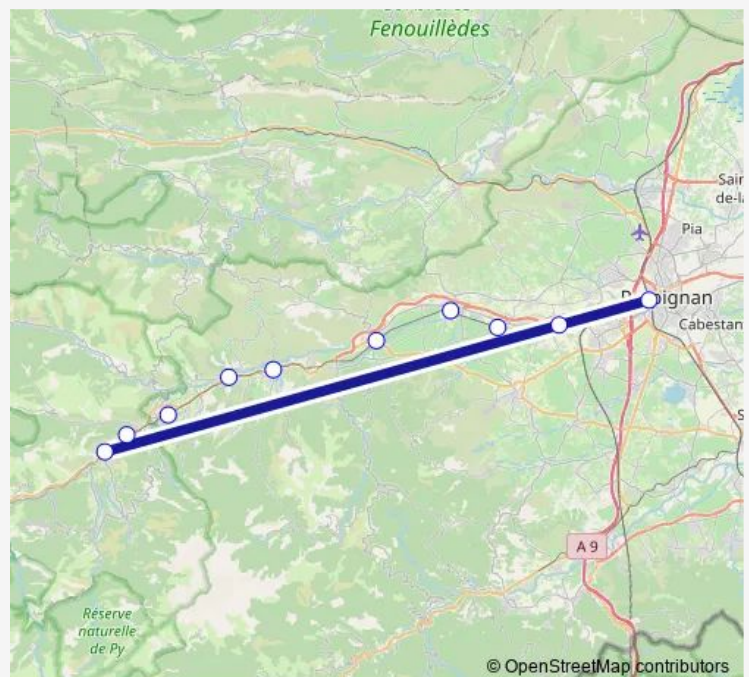 Fenouillèdes
Sain
de-la
Pia
Cabestan
A 9
Réserve
naturelle
de Py
© OpenStreetMap contributors